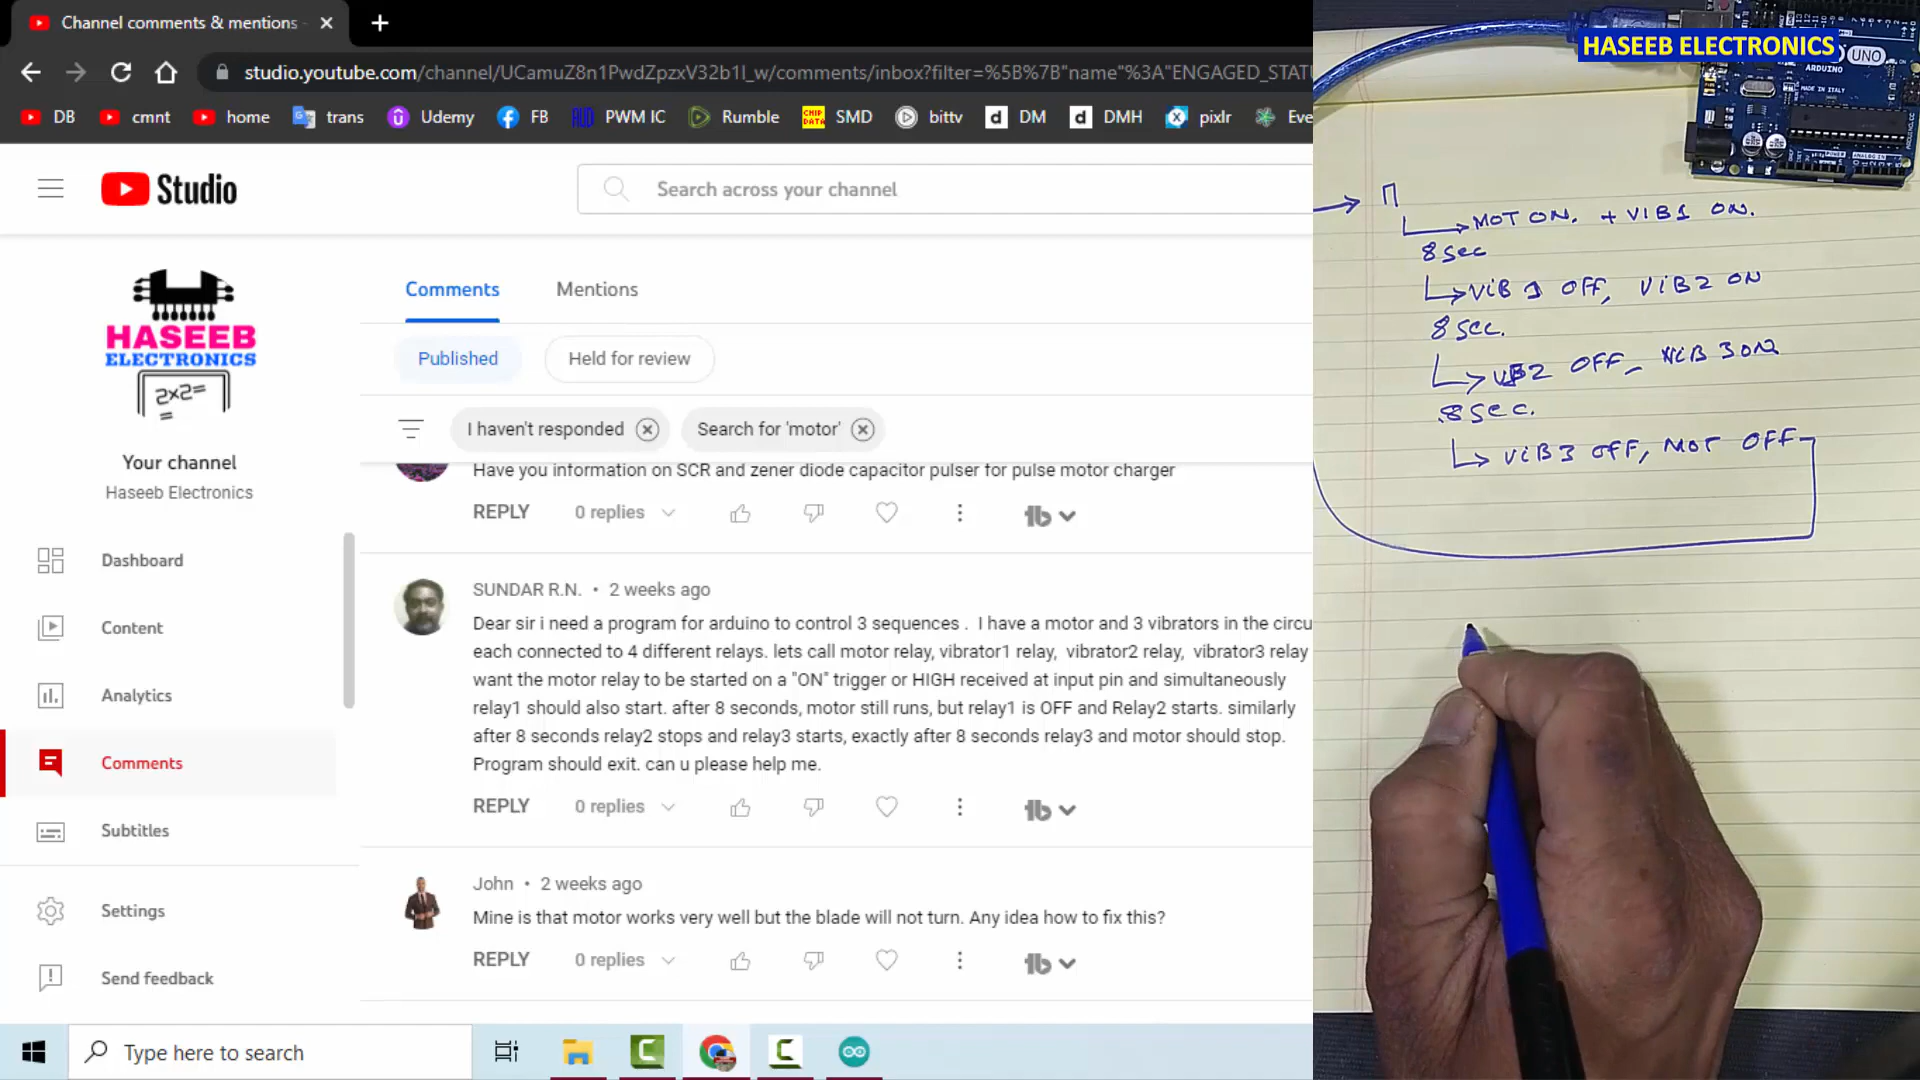 Channel comments & mentions
studio.youtube.com/channel/UCamuZ8n1PwdZpzxV32b1I_w/comments/inbox?filter=%5B%7B"name"%3A"ENGAGED_STATU
DB cmnt home trans Udemy FB PWM IC Rumble SMD bittv DM DMH pixlr Eve
Studio
Search across your channel
HASEEB
ELECTRONICS
2x2=
=
Your channel
Haseeb Electronics
Dashboard
Content
Analytics
Comments
Subtitles
Settings
Send feedback
Comments Mentions
Published Held for review
I haven't responded Search for 'motor'
Have you information on SCR and zener diode capacitor pulser for pulse motor charger
REPLY 0 replies
SUNDAR R.N. • 2 weeks ago
Dear sir i need a program for arduino to control 3 sequences . I have a motor and 3 vibrators in the circu
each connected to 4 different relays. lets call motor relay, vibrator1 relay, vibrator2 relay, vibrator3 relay
want the motor relay to be started on a "ON" trigger or HIGH received at input pin and simultaneously
relay1 should also start. after 8 seconds, motor still runs, but relay1 is OFF and Relay2 starts. similarly
after 8 seconds relay2 stops and relay3 starts, exactly after 8 seconds relay3 and motor should stop.
Program should exit. can u please help me.
REPLY 0 replies
John • 2 weeks ago
Mine is that motor works very well but the blade will not turn. Any idea how to fix this?
REPLY 0 replies
Type here to search
HASEEB ELECTRONICS
UNO
ARDUINO
MADE IN ITALY
MOT ON. + VIB1 ON.
8 Sec
ViB 1 OFF, ViB2 ON
8 Sec.
VB2 OFF, ViB 3 ON
8 Sec.
ViB3 OFF, MOT OFF